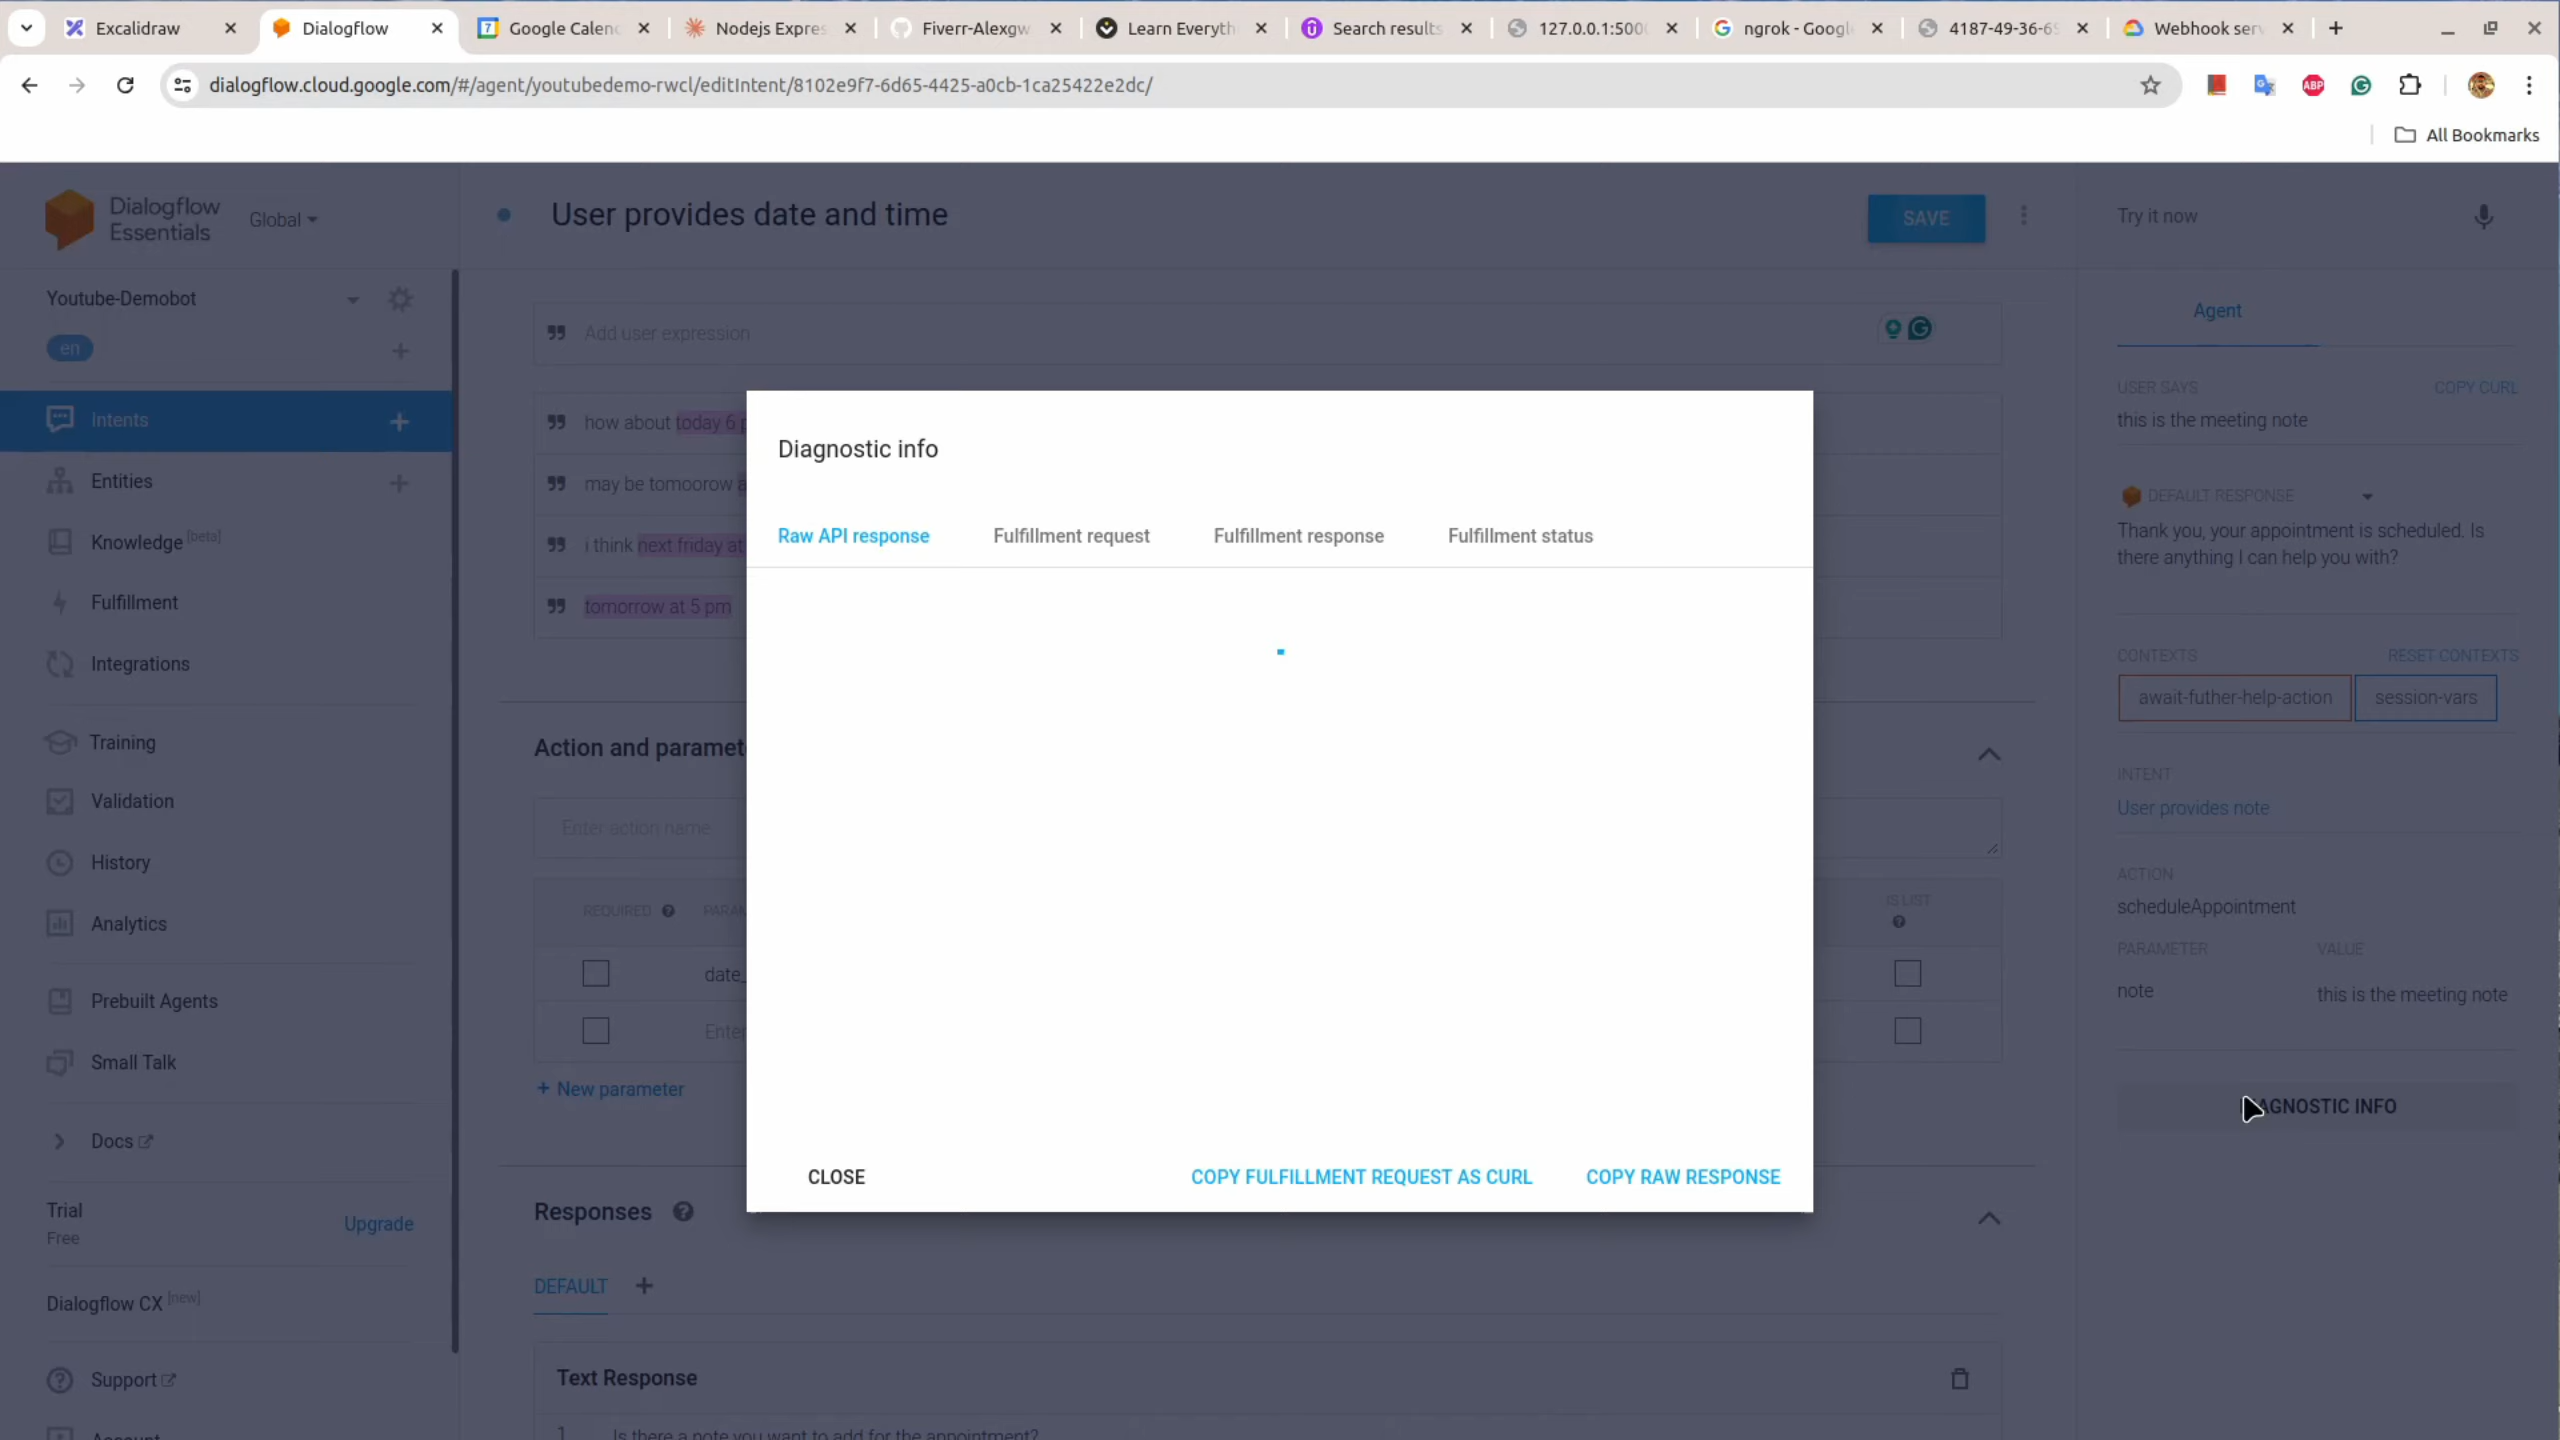 Excalidraw
Dialogflow
Google Calend
Nodejs Expres
Fiverr-Alexgw
Learn Everyth
Search results
127.0.0.1:5000
ngrok - Google
4187-49-36-69
Webhook serv
dialogflow.cloud.google.com/#/agent/youtubedemo-rwcl/editIntent/8102e9f7-6d65-4425-a0cb-1ca25422e2dc/
ABP
All Bookmarks
Dialogflow
Essentials
Global
User provides date and time
SAVE
Try it now
Youtube-Demobot
en
Intents
Entities
Knowledge [beta]
Fulfillment
Integrations
Training
Validation
History
Analytics
Prebuilt Agents
Small Talk
Docs
Trial
Free
Upgrade
Dialogflow CX [new]
Support
Account
Add user expression
how about today 6 p
may be tomoorow a
i think next friday at
tomorrow at 5 pm
Action and paramet
Enter action name
REQUIRED
PARAM
IS LIST
date_
Enter
+ New parameter
Responses
DEFAULT
Text Response
1 Is there a note you want to add for the appointment?
Diagnostic info
Raw API response
Fulfillment request
Fulfillment response
Fulfillment status
CLOSE
COPY FULFILLMENT REQUEST AS CURL
COPY RAW RESPONSE
Agent
USER SAYS
COPY CURL
this is the meeting note
DEFAULT RESPONSE
Thank you, your appointment is scheduled. Is
there anything I can help you with?
CONTEXTS
RESET CONTEXTS
await-futher-help-action
session-vars
INTENT
User provides note
ACTION
scheduleAppointment
PARAMETER
VALUE
note
this is the meeting note
AGNOSTIC INFO